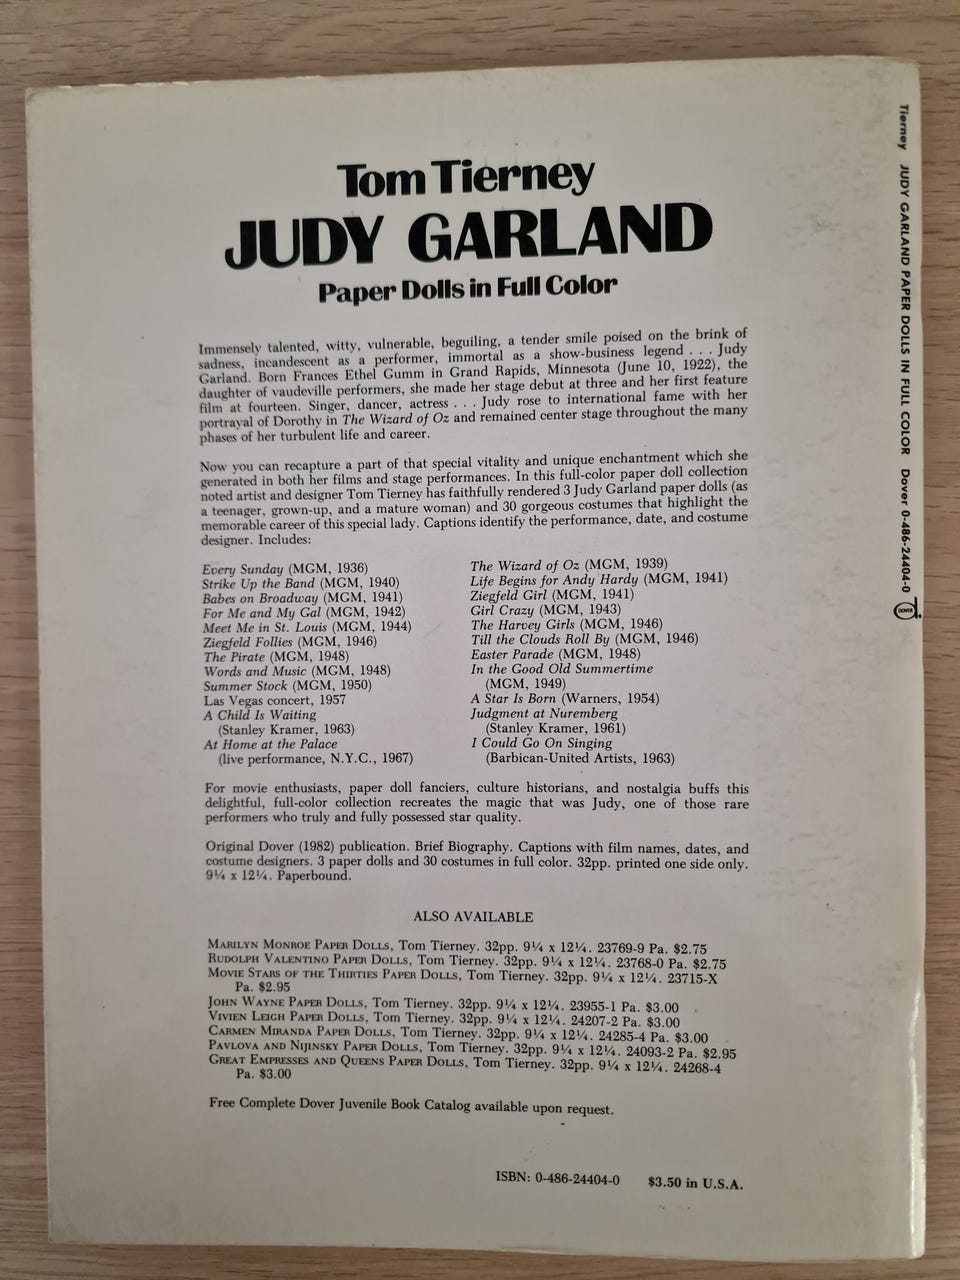 Tom Tierney
JUDY GARLAND
Paper Dolls in Full Color
Immensely talented, witty, vulnerable, beguiling, a tender smile poised on the brink of
sadness, incandescent as a performer, immortal as a show-business legend . . . Judy
Garland. Born Frances Ethel Gumm in Grand Rapids, Minnesota (June 10, 1922), the
daughter of vaudeville performers, she made her stage debut at three and her first feature
film at fourteen. Singer, dancer, actress . . . Judy rose to international fame with her
portrayal of Dorothy in The Wizard of Oz and remained center stage throughout the many
phases of her turbulent life and career.
Now you can recapture a part of that special vitality and unique enchantment which she
generated in both her films and stage performances. In this full-color paper doll collection
noted artist and designer Tom Tierney has faithfully rendered 3 Judy Garland paper dolls (as
a teenager, grown-up, and a mature woman) and 30 gorgeous costumes that highlight the
memorable career of this special lady. Captions identify the performance, date, and costume
designer. Includes:
Every Sunday (MGM, 1936)
Strike Up the Band (MGM, 1940)
Babes on Broadway (MGM, 1941)
For Me and My Gal (MGM, 1942)
Meet Me in St. Louis (MGM, 1944)
Ziegfeld Follies (MGM, 1946)
The Pirate (MGM, 1948)
Words and Music (MGM, 1948)
Summer Stock (MGM, 1950)
Las Vegas concert, 1957
A Child Is Waiting
(Stanley Kramer, 1963)
At Home at the Palace
(live performance, N.Y.C., 1967)
The Wizard of Oz (MGM, 1939)
Life Begins for Andy Hardy (MGM, 1941)
Ziegfeld Girl (MGM, 1941)
Girl Crazy (MGM, 1943)
The Harvey Girls (MGM, 1946)
Till the Clouds Roll By (MGM, 1946)
Easter Parade (MGM, 1948)
In the Good Old Summertime
(MGM, 1949)
A Star Is Born (Warners, 1954)
Judgment at Nuremberg
(Stanley Kramer, 1961)
I Could Go On Singing
(Barbican-United Artists, 1963)
For movie enthusiasts, paper doll fanciers, culture historians, and nostalgia buffs this
delightful, full-color collection recreates the magic that was Judy, one of those rare
performers who truly and fully possessed star quality.
Original Dover (1982) publication. Brief Biography. Captions with film names, dates, and
costume designers. 3 paper dolls and 30 costumes in full color. 32pp. printed one side only.
9¼ x 12¼. Paperbound.
ALSO AVAILABLE
MARILYN MONROE PAPER DOLLS, Tom Tierney. 32pp. 9¼ x 12¼. 23769-9 Pa. $2.75
RUDOLPH VALENTINO PAPER DOLLS, Tom Tierney. 32pp. 9¼ x 12¼. 23768-0 Pa. $2.75
MOVIE STARS OF THE THIRTIES PAPER DOLLS, Tom Tierney. 32pp. 9¼ x 12¼. 23715-X
Pa. $2.95
JOHN WAYNE PAPER DOLLS, Tom Tierney. 32pp. 9¼ x 12¼. 23955-1 Pa. $3.00
VIVIEN LEIGH PAPER DOLLS, Tom Tierney. 32pp. 9¼ x 12¼. 24207-2 Pa. $3.00
CARMEN MIRANDA PAPER DOLLS, Tom Tierney. 32pp. 9¼ x 12¼. 24285-4 Pa. $3.00
PAVLOVA AND NIJINSKY PAPER DOLLS, Tom Tierney. 32pp. 9¼ x 12¼. 24093-2 Pa. $2.95
GREAT EMPRESSES AND QUEENS PAPER DOLLS, Tom Tierney. 32pp. 9¼ x 12¼. 24268-4
Pa. $3.00
Free Complete Dover Juvenile Book Catalog available upon request.
ISBN: 0-486-24404-0 $3.50 in U.S.A.
Tierney JUDY GARLAND PAPER DOLLS IN FULL COLOR Dover 0-486-24404-0
DOVER